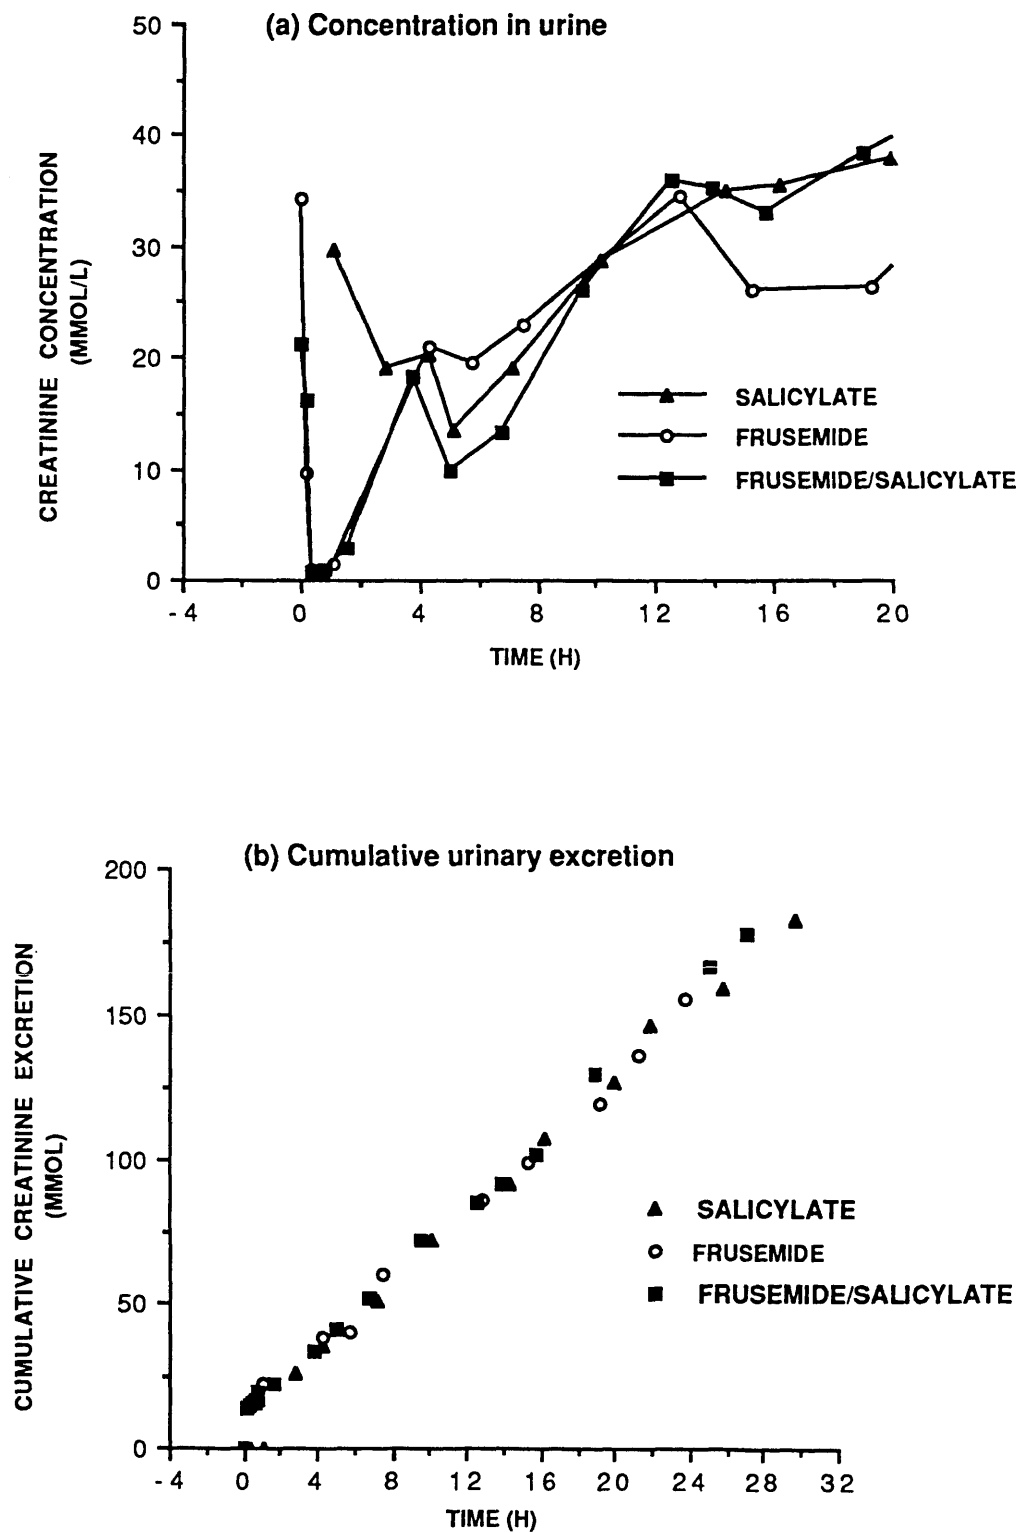 (a) Concentration in urine
50
40
30
20
10
0
CREATININE CONCENTRATION
(MMOL/L)
SALICYLATE
FRUSEMIDE
FRUSEMIDE/SALICYLATE
-4 0 4 8 12 16 20
TIME (H)
(b) Cumulative urinary excretion
200
150
100
50
0
CUMULATIVE CREATININE EXCRETION
(MMOL)
SALICYLATE
FRUSEMIDE
FRUSEMIDE/SALICYLATE
-4 0 4 8 12 16 20 24 28 32
TIME (H)